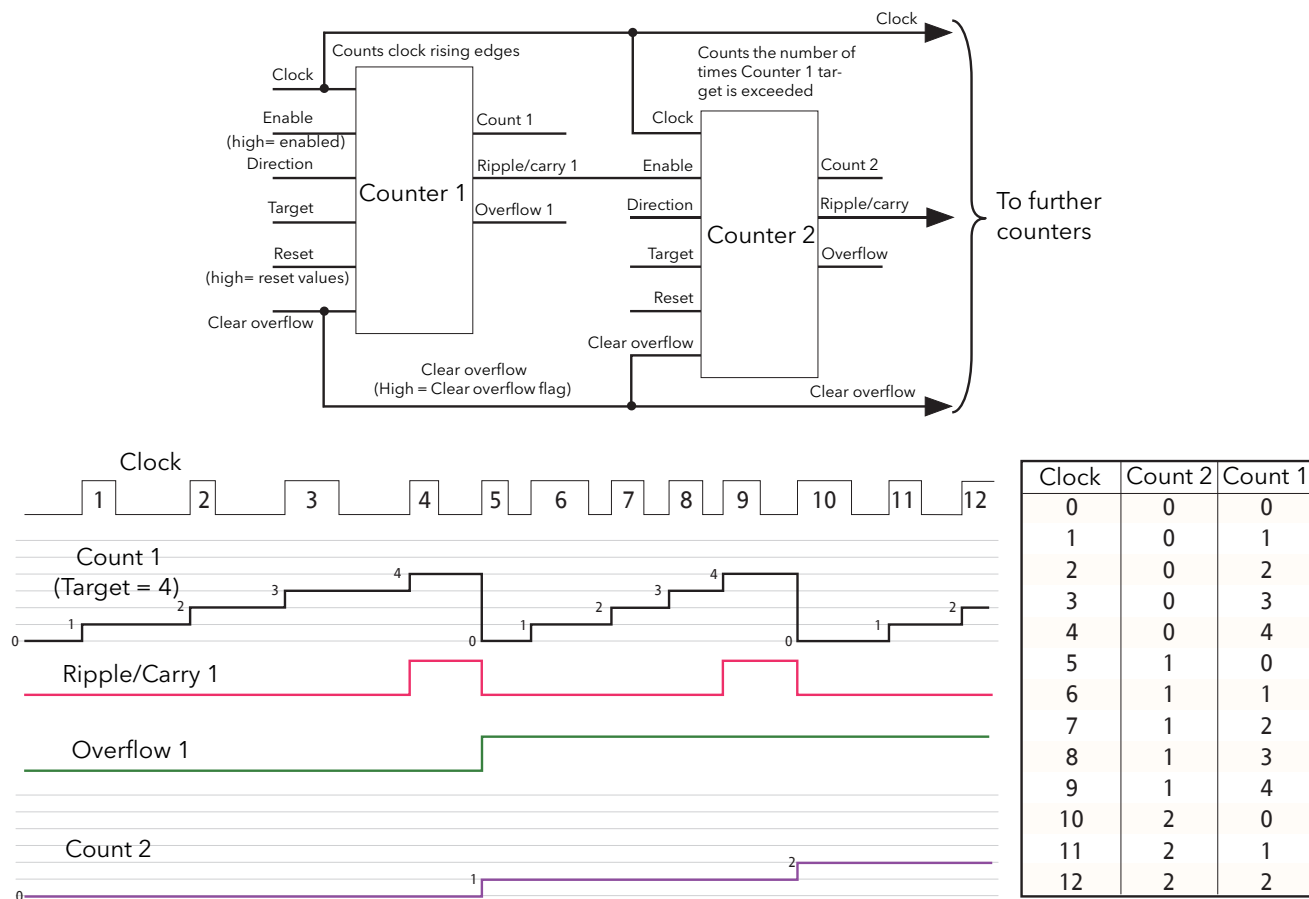 Clock
Counts clock rising edges
Counts the number of
times Counter 1 tar-
get is exceeded
Clock
Enable
(high= enabled)
Direction
Target
Reset
(high= reset values)
Clear overflow
Counter 1
Count 1
Ripple/carry 1
Overflow 1
Clock
Enable
Direction
Target
Reset
Clear overflow
Counter 2
Count 2
Ripple/carry
Overflow
To further
counters
Clear overflow
(High = Clear overflow flag)
Clear overflow
Clock
1 2 3 4 5 6 7 8 9 10 11 12
Count 1
(Target = 4)
0 1 2 3 4 0 1 2 3 4 0 1 2
Ripple/Carry 1
Overflow 1
Count 2
0 1 2
Clock Count 2 Count 1
0 0 0
1 0 1
2 0 2
3 0 3
4 0 4
5 1 0
6 1 1
7 1 2
8 1 3
9 1 4
10 2 0
11 2 1
12 2 2